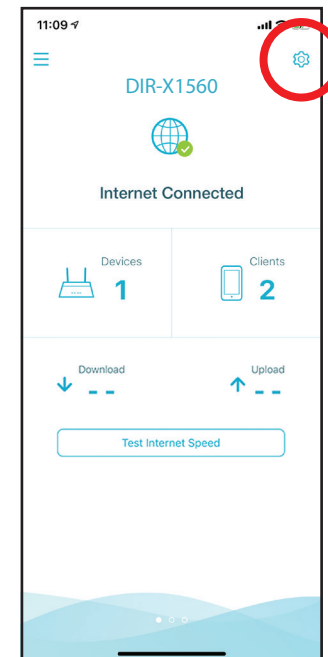 11:09
DIR-X1560
Internet Connected
Devices
1
Clients
2
Download
- -
Upload
- -
Test Internet Speed